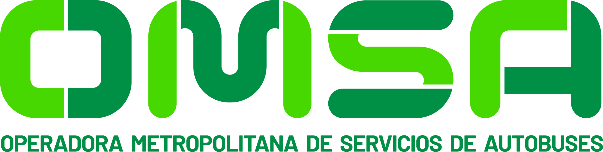 OMSA
OPERADORA METROPOLITANA DE SERVICIOS DE AUTOBUSES